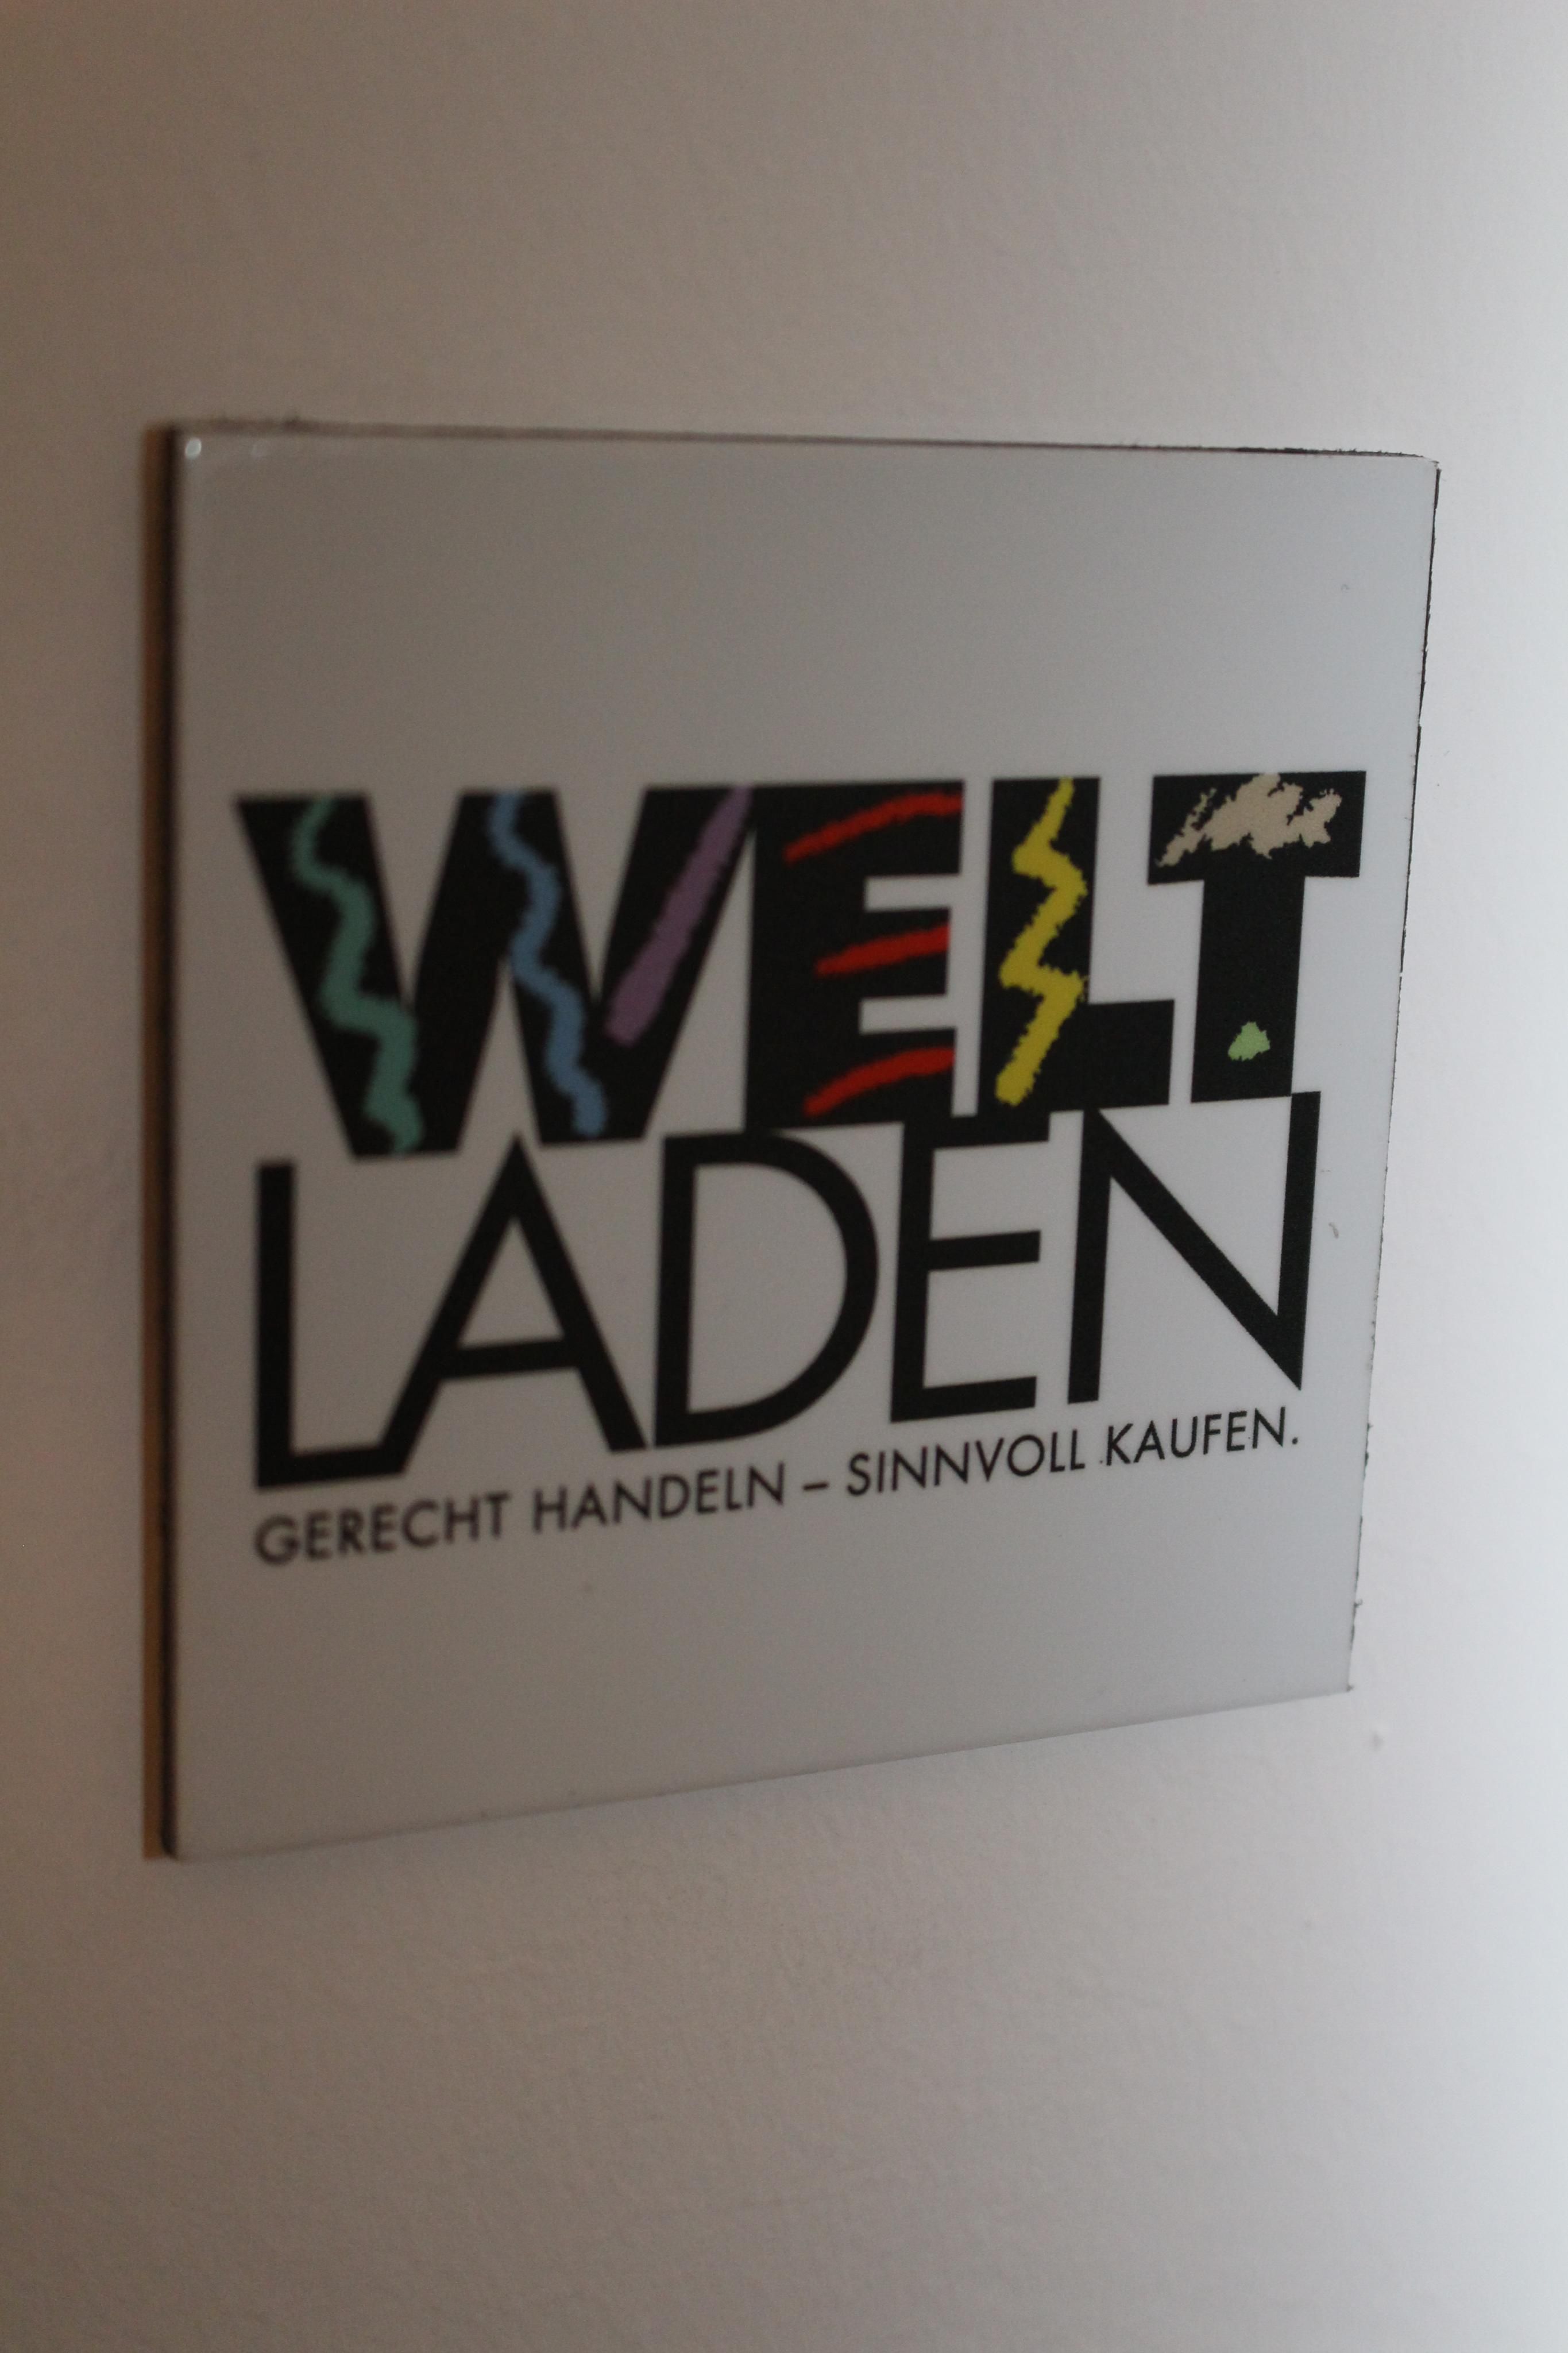 WELT
LADEN
GERECHT HANDELN – SINNVOLL KAUFEN.